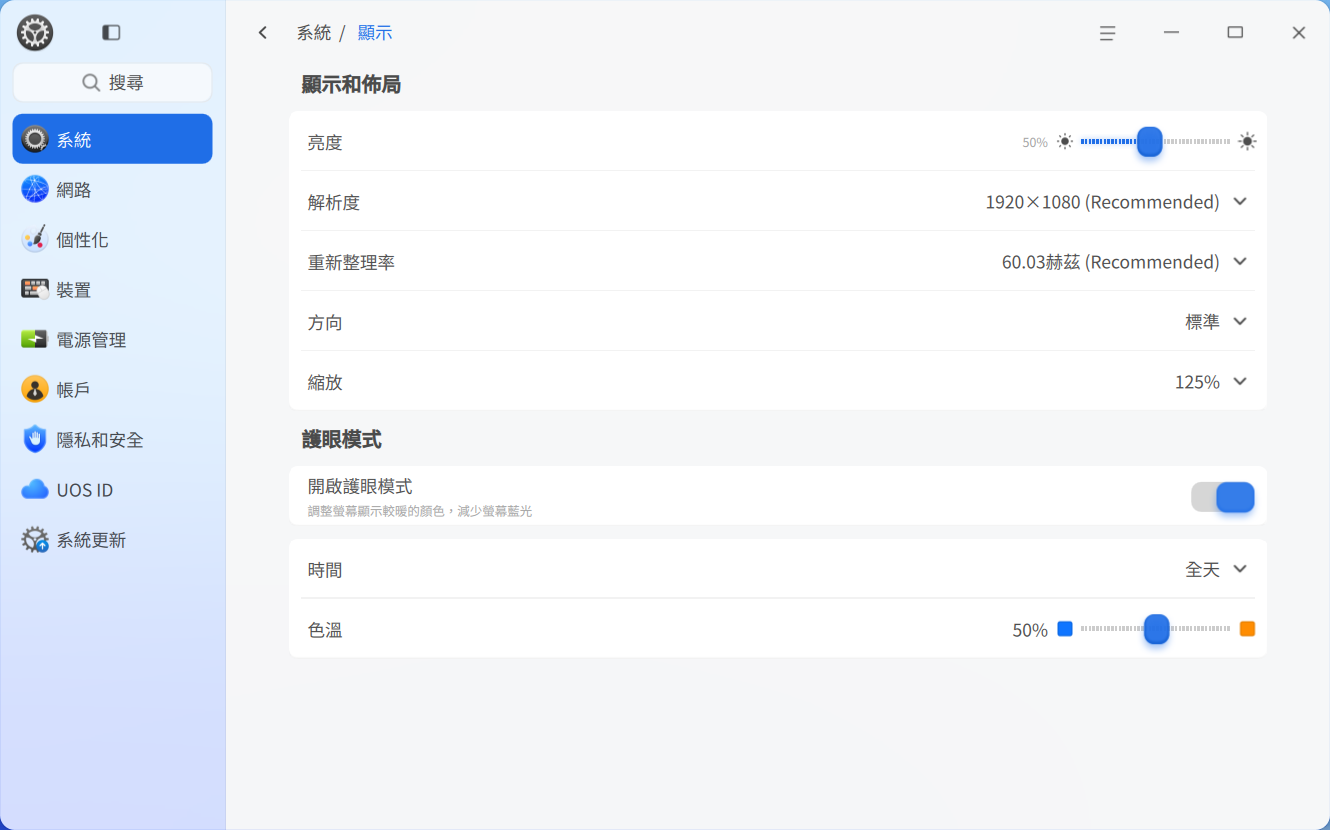 系統 / 顯示
搜尋
系統
網路
個性化
裝置
電源管理
帳戶
隱私和安全
UOS ID
系統更新
顯示和佈局
亮度 50%
解析度 1920×1080 (Recommended)
重新整理率 60.03赫茲 (Recommended)
方向 標準
縮放 125%
護眼模式
開啟護眼模式
調整螢幕顯示較暖的顏色，減少螢幕藍光
時間 全天
色溫 50%